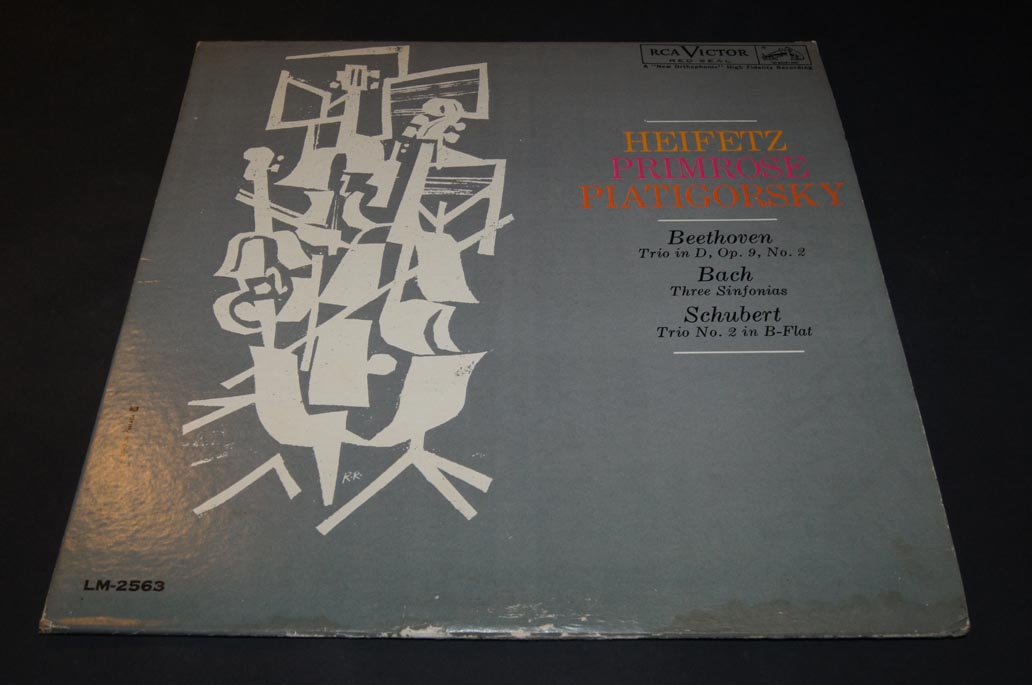 RCA VICTOR
RED SEAL
A "New Orthophonic" High Fidelity Recording
HEIFETZ
PRIMROSE
PIATIGORSKY
Beethoven
Trio in D, Op. 9, No. 2
Bach
Three Sinfonias
Schubert
Trio No. 2 in B-Flat
R.R.
LM-2563